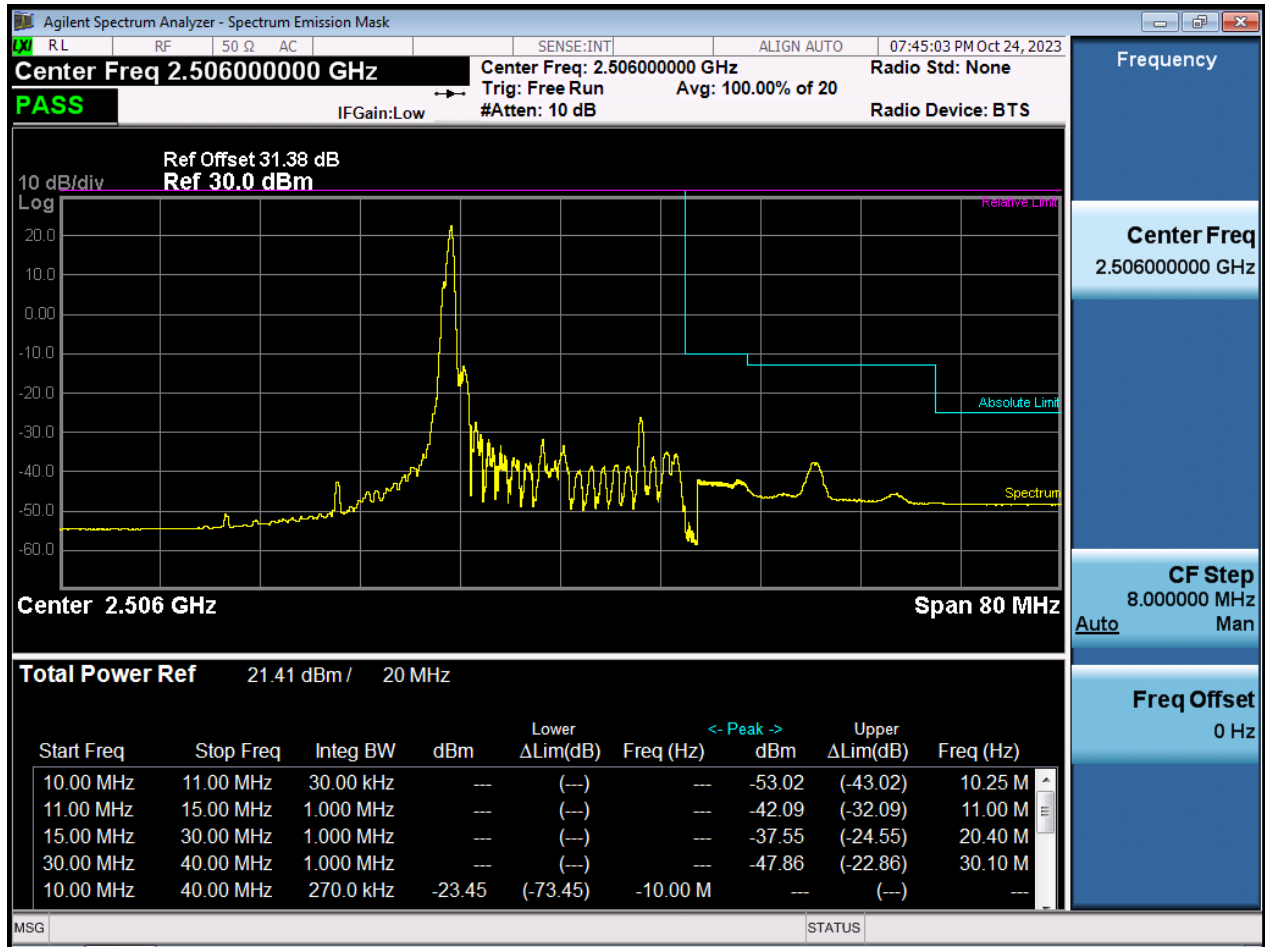 Agilent Spectrum Analyzer - Spectrum Emission Mask
LXI RL RF 50 Ω AC SENSE:INT ALIGN AUTO 07:45:03 PM Oct 24, 2023
Center Freq 2.506000000 GHz
PASS
IFGain:Low
Center Freq: 2.506000000 GHz
Trig: Free Run Avg: 100.00% of 20
#Atten: 10 dB
Radio Std: None
Radio Device: BTS
Ref Offset 31.38 dB
10 dB/div Ref 30.0 dBm
Log
Relative Limit
20.0
10.0
0.00
-10.0
-20.0
Absolute Limit
-30.0
-40.0
Spectrum
-50.0
-60.0
Center 2.506 GHz Span 80 MHz
Total Power Ref 21.41 dBm / 20 MHz
Lower <- Peak -> Upper
Start Freq Stop Freq Integ BW dBm ΔLim(dB) Freq (Hz) dBm ΔLim(dB) Freq (Hz)
10.00 MHz 11.00 MHz 30.00 kHz --- (---) --- -53.02 (-43.02) 10.25 M
11.00 MHz 15.00 MHz 1.000 MHz --- (---) --- -42.09 (-32.09) 11.00 M
15.00 MHz 30.00 MHz 1.000 MHz --- (---) --- -37.55 (-24.55) 20.40 M
30.00 MHz 40.00 MHz 1.000 MHz --- (---) --- -47.86 (-22.86) 30.10 M
10.00 MHz 40.00 MHz 270.0 kHz -23.45 (-73.45) -10.00 M --- (---) ---
Frequency
Center Freq
2.506000000 GHz
CF Step
8.000000 MHz
Auto Man
Freq Offset
0 Hz
MSG STATUS